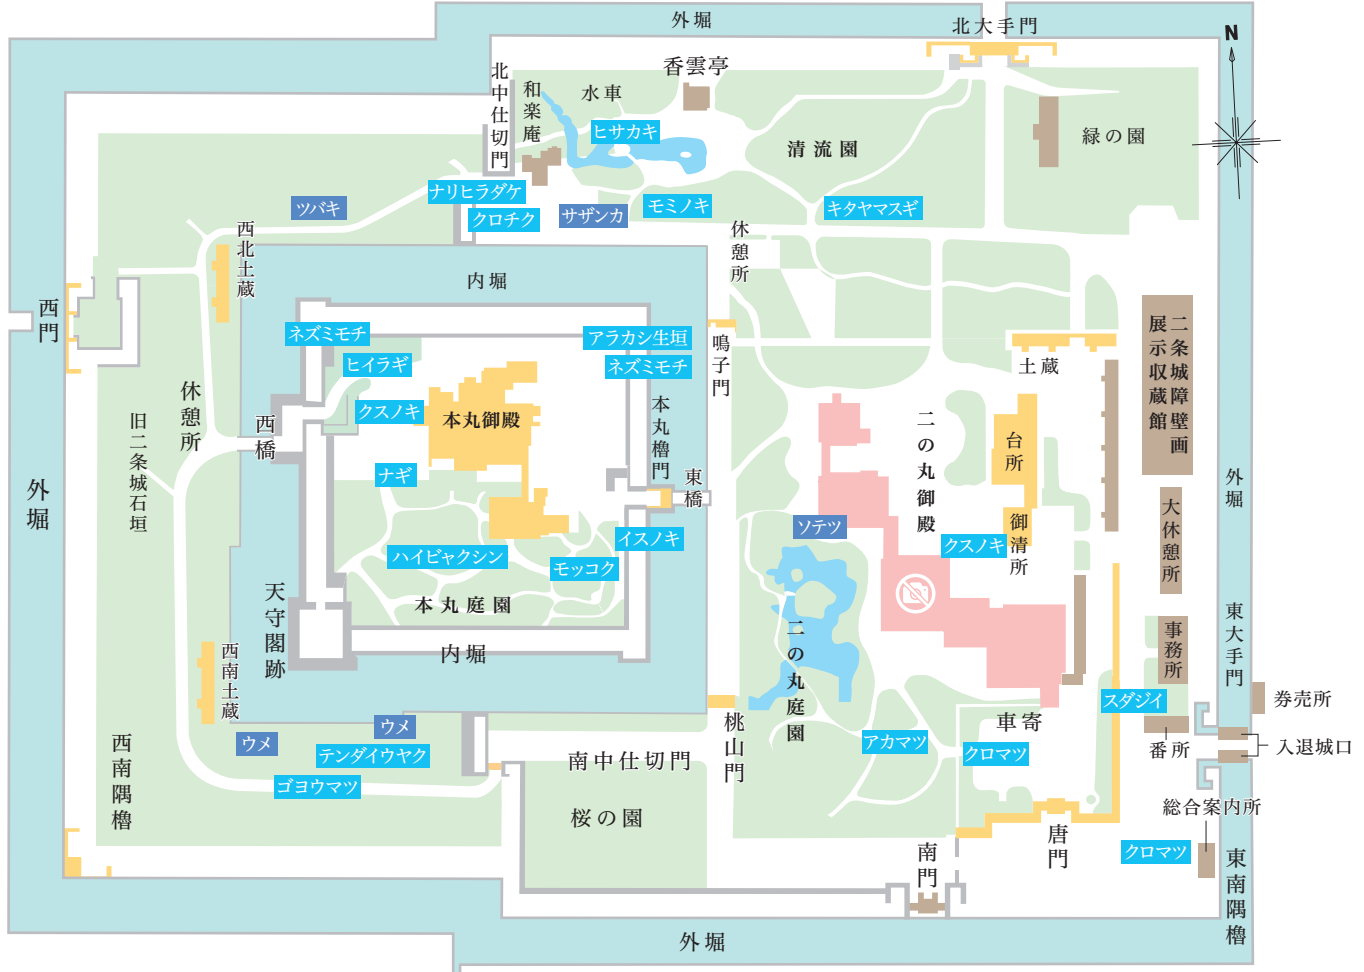 外堀
北大手門
N
香雲亭
北中仕切門
和楽庵
水車
ヒサカキ
清流園
緑の園
ナリヒラダケ
ツバキ
クロチク
サザンカ
モミノキ
キタヤマスギ
西北土蔵
休憩所
内堀
西門
ネズミモチ
アラカシ生垣
鳴子門
ヒイラギ
ネズミモチ
土蔵
二条城障壁画
展示収蔵館
休憩所
クスノキ
本丸御殿
本丸櫓門
二の丸御殿
台所
旧二条城石垣
西橋
ナギ
東橋
外堀
外堀
大休憩所
ソテツ
御清所
イスノキ
クスノキ
ハイビャクシン
モッコク
天守閣跡
本丸庭園
二の丸庭園
東大手門
事務所
西南土蔵
内堀
スダジイ
券売所
ウメ
ウメ
桃山門
アカマツ
車寄
クロマツ
番所
入退城口
テンダイウヤク
南中仕切門
西南隅櫓
ゴヨウマツ
桜の園
総合案内所
唐門
南門
クロマツ
東南隅櫓
外堀